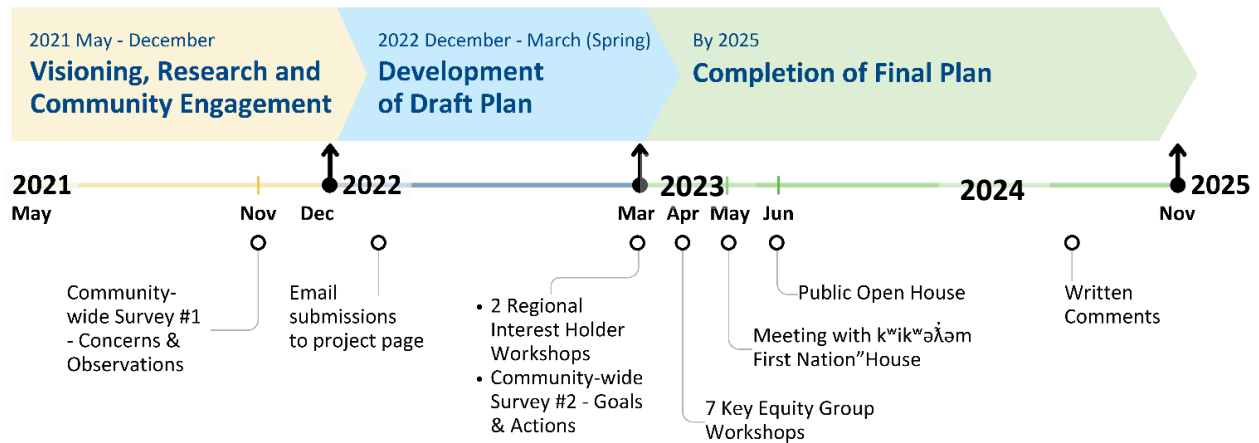 2021 May - December
Visioning, Research and
Community Engagement
2022 December - March (Spring)
Development
of Draft Plan
By 2025
Completion of Final Plan
2021
2022
2023
2024
2025
May
Nov
Dec
Mar
Apr
May
Jun
Nov
Community-
wide Survey #1
- Concerns &
Observations
Email
submissions
to project page
• 2 Regional
Interest Holder
Workshops
• Community-wide
Survey #2 - Goals
& Actions
7 Key Equity Group
Workshops
Meeting with kʷikʷəƛ̓əm
First Nation”House
Public Open House
Written
Comments